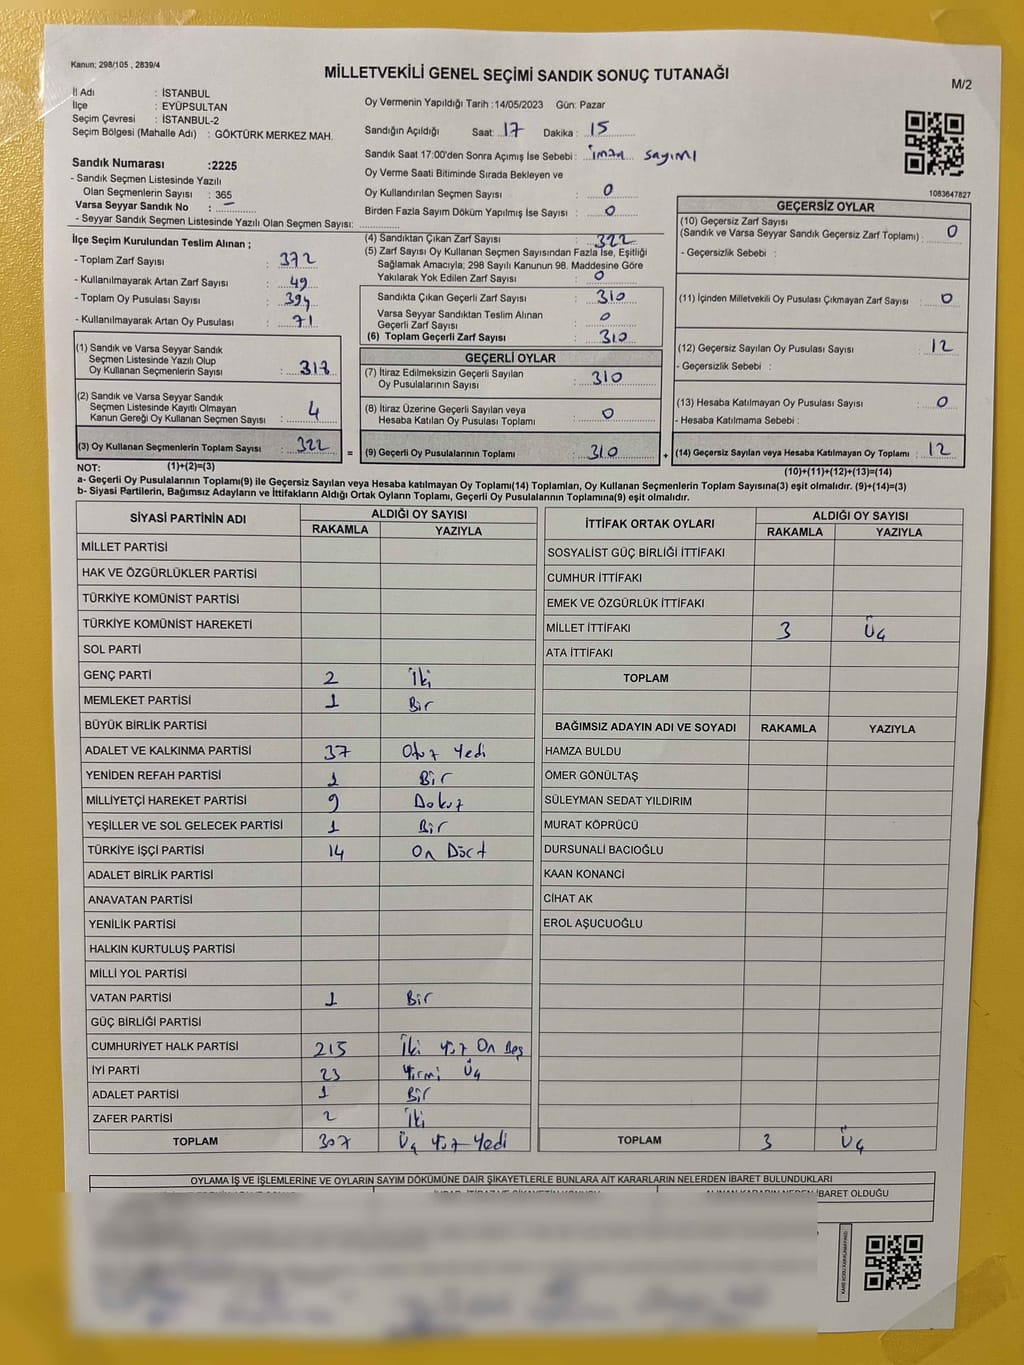 Kanun; 298/105 , 2839/4
MİLLETVEKİLİ GENEL SEÇİMİ SANDIK SONUÇ TUTANAĞI
M/2
İl Adı : İSTANBUL
İlçe : EYÜPSULTAN
Seçim Çevresi : İSTANBUL-2
Seçim Bölgesi (Mahalle Adı) : GÖKTÜRK MERKEZ MAH.
Sandık Numarası :2225
- Sandık Seçmen Listesinde Yazılı
Olan Seçmenlerin Sayısı : 365
Varsa Seyyar Sandık No : -
- Seyyar Sandık Seçmen Listesinde Yazılı Olan Seçmen Sayısı:
Oy Vermenin Yapıldığı Tarih :14/05/2023 Gün: Pazar
Sandığın Açıldığı Saat: 17 Dakika : 15
Sandık Saat 17:00'den Sonra Açımış İse Sebebi : imza sayımı
Oy Verme Saati Bitiminde Sırada Bekleyen ve
Oy Kullandırılan Seçmen Sayısı : 0
Birden Fazla Sayım Döküm Yapılmış İse Sayısı : 0
1083647827
İlçe Seçim Kurulundan Teslim Alınan ;
- Toplam Zarf Sayısı : 372
- Kullanılmayarak Artan Zarf Sayısı : 49
- Toplam Oy Pusulası Sayısı : 394
- Kullanılmayarak Artan Oy Pusulası : 71
(1) Sandık ve Varsa Seyyar Sandık
Seçmen Listesinde Yazılı Olup
Oy Kullanan Seçmenlerin Sayısı :
(2) Sandık ve Varsa Seyyar Sandık
Seçmen Listesinde Kayıtlı Olmayan
Kanun Gereği Oy Kullanan Seçmen Sayısı : 4
(3) Oy Kullanan Seçmenlerin Toplam Sayısı : 322
=
(4) Sandıktan Çıkan Zarf Sayısı : 322
(5) Zarf Sayısı Oy Kullanan Seçmen Sayısından Fazla İse, Eşitliği
Sağlamak Amacıyla; 298 Sayılı Kanunun 98. Maddesine Göre
Yakılarak Yok Edilen Zarf Sayısı : 0
Sandıkta Çıkan Geçerli Zarf Sayısı : 310
Varsa Seyyar Sandıktan Teslim Alınan
Geçerli Zarf Sayısı : 0
(6) Toplam Geçerli Zarf Sayısı : 310
GEÇERLİ OYLAR
(7) İtiraz Edilmeksizin Geçerli Sayılan
Oy Pusulalarının Sayısı : 310
(8) İtiraz Üzerine Geçerli Sayılan veya
Hesaba Katılan Oy Pusulası Toplamı : 0
(9) Geçerli Oy Pusulalarının Toplamı : 310
+
GEÇERSİZ OYLAR
(10) Geçersiz Zarf Sayısı
(Sandık ve Varsa Seyyar Sandık Geçersiz Zarf Toplamı) : 0
- Geçersizlik Sebebi :
(11) İçinden Milletvekili Oy Pusulası Çıkmayan Zarf Sayısı : 0
(12) Geçersiz Sayılan Oy Pusulası Sayısı : 12
- Geçersizlik Sebebi :
(13) Hesaba Katılmayan Oy Pusulası Sayısı : 0
- Hesaba Katılmama Sebebi :
(14) Geçersiz Sayılan veya Hesaba Katılmayan Oy Toplamı : 12
NOT: (1)+(2)=(3) (10)+(11)+(12)+(13)=(14)
a- Geçerli Oy Pusulalarının Toplamı(9) ile Geçersiz Sayılan veya Hesaba Katılmayan Oy Toplamı(14) Toplamları, Oy Kullanan Seçmenlerin Toplam Sayısına(3) eşit olmalıdır. (9)+(14)=(3)
b- Siyasi Partilerin, Bağımsız Adayların ve İttifakların Aldığı Ortak Oyların Toplamı, Geçerli Oy Pusulalarının Toplamına(9) eşit olmalıdır.
SİYASİ PARTİNİN ADI ALDIĞI OY SAYISI
RAKAMLA YAZIYLA
MİLLET PARTİSİ
HAK VE ÖZGÜRLÜKLER PARTİSİ
TÜRKİYE KOMÜNİST PARTİSİ
TÜRKİYE KOMÜNİST HAREKETİ
SOL PARTİ
GENÇ PARTİ 2 İki
MEMLEKET PARTİSİ 1 Bir
BÜYÜK BİRLİK PARTİSİ
ADALET VE KALKINMA PARTİSİ 37 Otuz Yedi
YENİDEN REFAH PARTİSİ 1 Bir
MİLLİYETÇİ HAREKET PARTİSİ 9 Dokuz
YEŞİLLER VE SOL GELECEK PARTİSİ 1 Bir
TÜRKİYE İŞÇİ PARTİSİ 14 On Dört
ADALET BİRLİK PARTİSİ
ANAVATAN PARTİSİ
YENİLİK PARTİSİ
HALKIN KURTULUŞ PARTİSİ
MİLLİ YOL PARTİSİ
VATAN PARTİSİ 1 Bir
GÜÇ BİRLİĞİ PARTİSİ
CUMHURİYET HALK PARTİSİ 215 İki Yüz On Beş
İYİ PARTİ 23 Yirmi Üç
ADALET PARTİSİ 1 Bir
ZAFER PARTİSİ 2 İki
TOPLAM 307 Üç Yüz Yedi
İTTİFAK ORTAK OYLARI ALDIĞI OY SAYISI
RAKAMLA YAZIYLA
SOSYALİST GÜÇ BİRLİĞİ İTTİFAKI
CUMHUR İTTİFAKI
EMEK VE ÖZGÜRLÜK İTTİFAKI
MİLLET İTTİFAKI 3 Üç
ATA İTTİFAKI
TOPLAM
BAĞIMSIZ ADAYIN ADI VE SOYADI RAKAMLA YAZIYLA
HAMZA BULDU
ÖMER GÖNÜLTAŞ
SÜLEYMAN SEDAT YILDIRIM
MURAT KÖPRÜCÜ
DURSUNALİ BACIOĞLU
KAAN KONANCİ
CİHAT AK
EROL AŞUCUOĞLU
TOPLAM 3 Üç
OYLAMA İŞ VE İŞLEMLERİNE VE OYLARIN SAYIM DÖKÜMÜNE DAİR ŞİKAYETLERLE BUNLARA AİT KARARLARIN NELERDEN İBARET BULUNDUKLARI
İBARET OLDUĞU